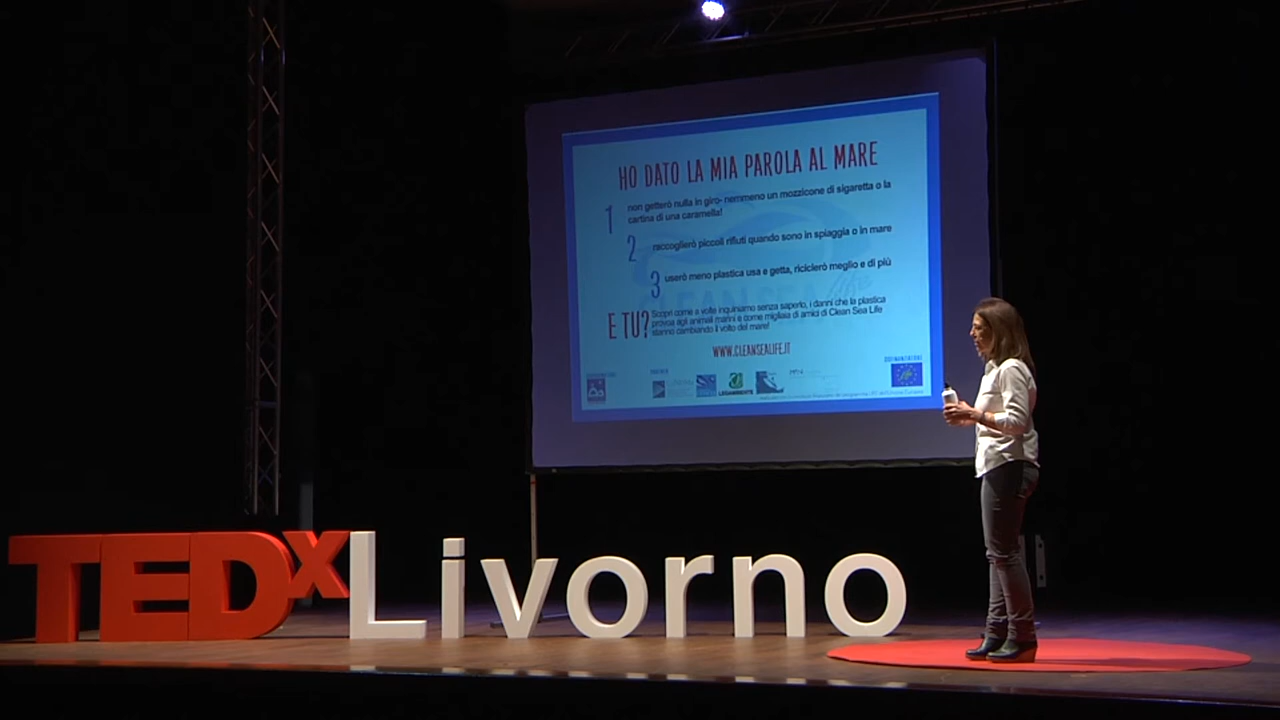 HO DATO LA MIA PAROLA AL MARE
1 non getterò nulla in giro- nemmeno un mozzicone di sigaretta o la
cartina di una caramella!
2 raccoglierò piccoli rifiuti quando sono in spiaggia o in mare
3 userò meno plastica usa e getta, riciclerò meglio e di più
CLEAN SEA life
E TU? Scopri come a volte inquiniamo senza saperlo, i danni che la plastica
provoa agli animali marini e come migliaia di amici di Clean Sea Life
stanno cambiando il volto del mare!
WWW.CLEANSEALIFE.IT
LEGAMBIENTE
TEDxLivorno